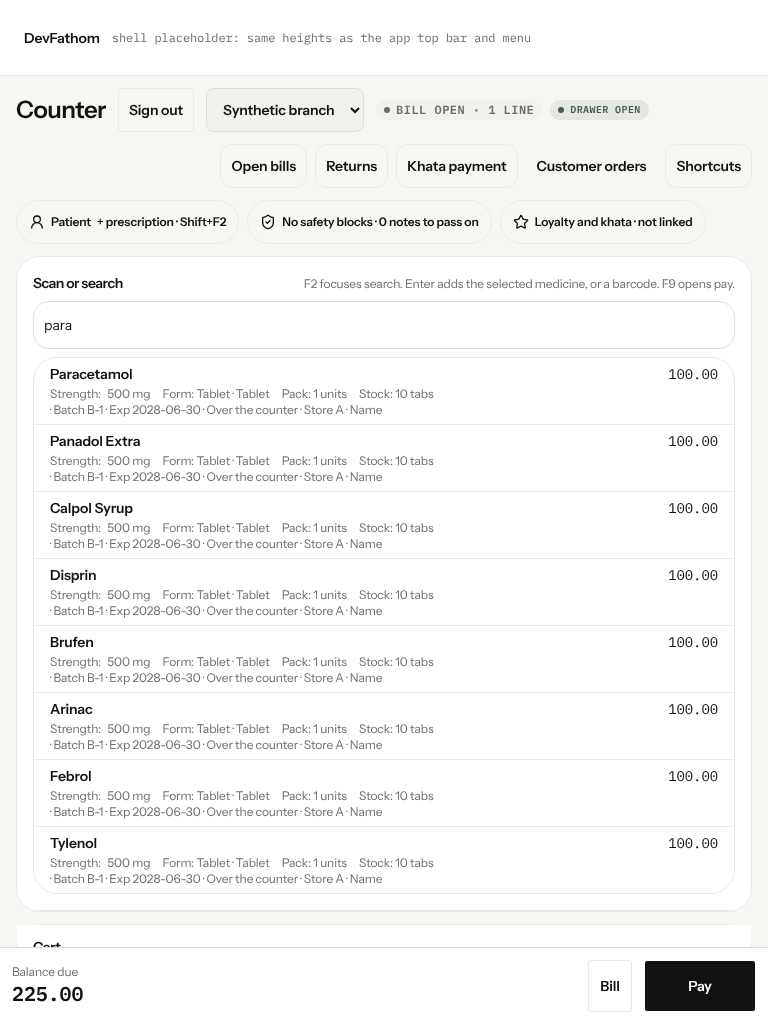 DevFathom shell placeholder: same heights as the app top bar and menu
Counter Sign out Synthetic branch BILL OPEN · 1 LINE DRAWER OPEN
Open bills Returns Khata payment Customer orders Shortcuts
Patient + prescription · Shift+F2 No safety blocks · 0 notes to pass on Loyalty and khata · not linked
Scan or search F2 focuses search. Enter adds the selected medicine, or a barcode. F9 opens pay.
para
Paracetamol 100.00
Strength: 500 mg Form: Tablet · Tablet Pack: 1 units Stock: 10 tabs
· Batch B-1 · Exp 2028-06-30 · Over the counter · Store A · Name
Panadol Extra 100.00
Strength: 500 mg Form: Tablet · Tablet Pack: 1 units Stock: 10 tabs
· Batch B-1 · Exp 2028-06-30 · Over the counter · Store A · Name
Calpol Syrup 100.00
Strength: 500 mg Form: Tablet · Tablet Pack: 1 units Stock: 10 tabs
· Batch B-1 · Exp 2028-06-30 · Over the counter · Store A · Name
Disprin 100.00
Strength: 500 mg Form: Tablet · Tablet Pack: 1 units Stock: 10 tabs
· Batch B-1 · Exp 2028-06-30 · Over the counter · Store A · Name
Brufen 100.00
Strength: 500 mg Form: Tablet · Tablet Pack: 1 units Stock: 10 tabs
· Batch B-1 · Exp 2028-06-30 · Over the counter · Store A · Name
Arinac 100.00
Strength: 500 mg Form: Tablet · Tablet Pack: 1 units Stock: 10 tabs
· Batch B-1 · Exp 2028-06-30 · Over the counter · Store A · Name
Febrol 100.00
Strength: 500 mg Form: Tablet · Tablet Pack: 1 units Stock: 10 tabs
· Batch B-1 · Exp 2028-06-30 · Over the counter · Store A · Name
Tylenol 100.00
Strength: 500 mg Form: Tablet · Tablet Pack: 1 units Stock: 10 tabs
· Batch B-1 · Exp 2028-06-30 · Over the counter · Store A · Name
Cart
Balance due
225.00 Bill Pay